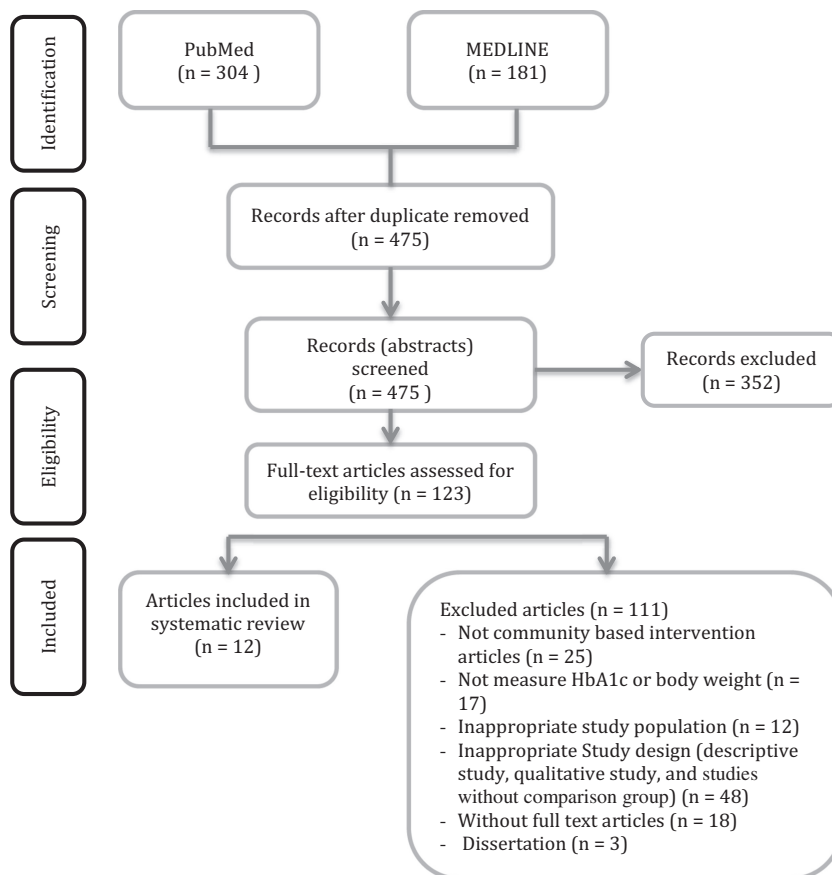 Identification
PubMed
(n = 304 )
MEDLINE
(n = 181)
Screening
Records after duplicate removed
(n = 475)
Records (abstracts)
screened
(n = 475 )
Records excluded
(n = 352)
Eligibility
Full-text articles assessed for
eligibility (n = 123)
Included
Articles included in
systematic review
(n = 12)
Excluded articles (n = 111)
- Not community based intervention
articles (n = 25)
- Not measure HbA1c or body weight (n =
17)
- Inappropriate study population (n = 12)
- Inappropriate Study design (descriptive
study, qualitative study, and studies
without comparison group) (n = 48)
- Without full text articles (n = 18)
- Dissertation (n = 3)